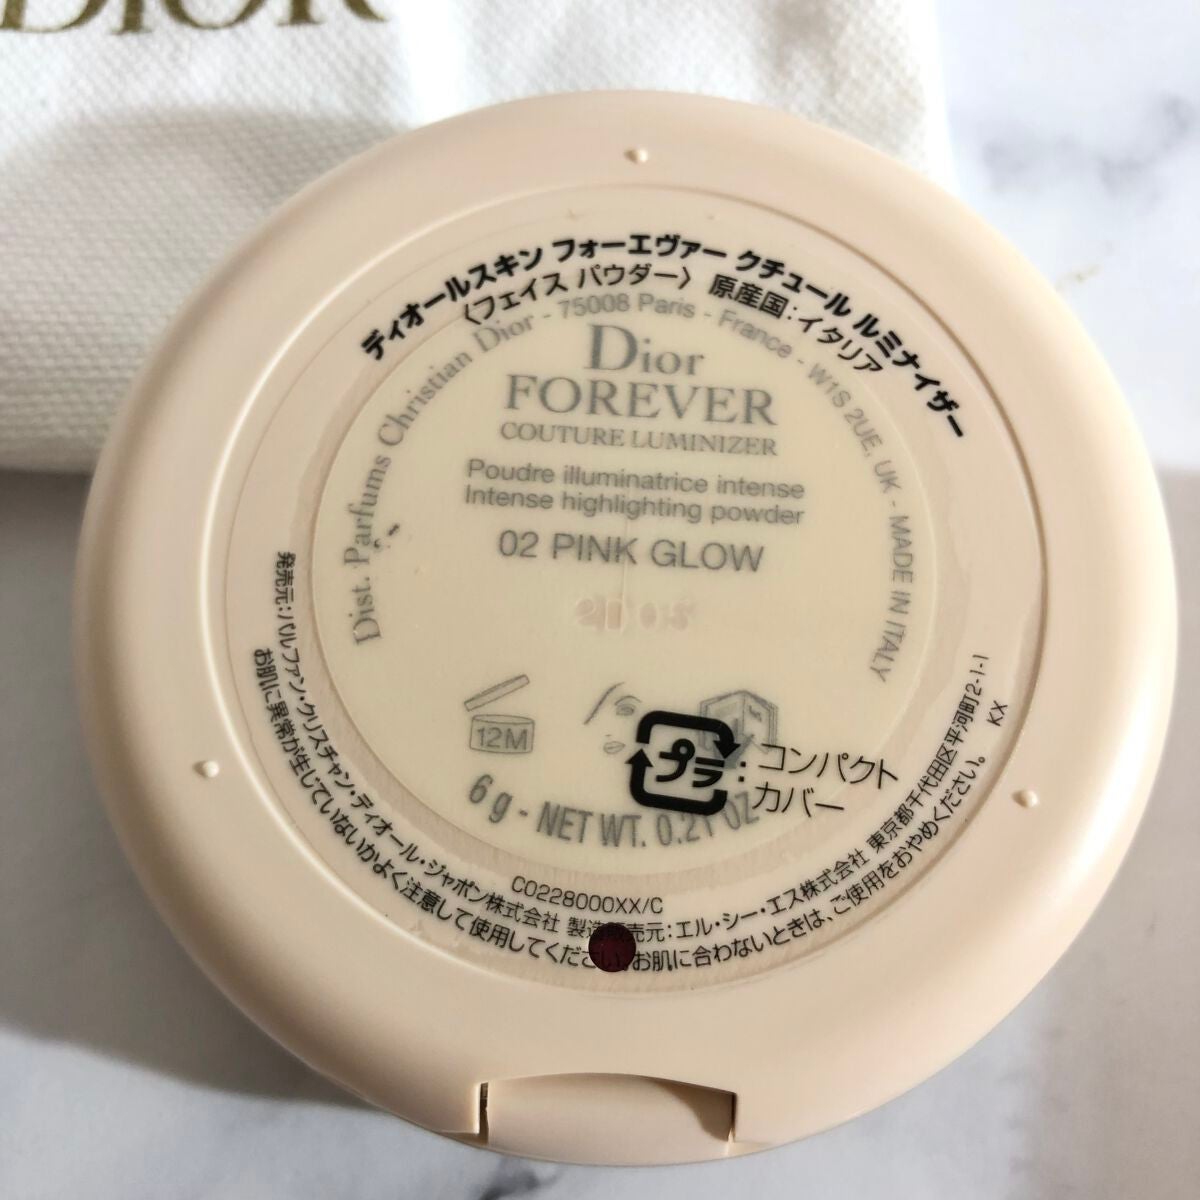 DIOR
ディオールスキン フォーエヴァー クチュール ルミナイザー
〈フェイス パウダー〉 原産国:イタリア
Dist. Parfums Christian Dior - 75008 Paris - France - W1S 2UE, UK - MADE IN ITALY
Dior
FOREVER
COUTURE LUMINIZER
Poudre illuminatrice intense
Intense highlighting powder
02 PINK GLOW
12M
プラ
:コンパクト
カバー
6 g - NET WT. 0.21 OZ
C0228000XX/C
発売元:パルファン・クリスチャン・ディオール・ジャポン株式会社 製造販売元:エル・シー・エス株式会社 東京都千代田区平河町2-1-1
お肌に異常が生じていないかよく注意して使用してください。お肌に合わないときは、ご使用をおやめください。 KX